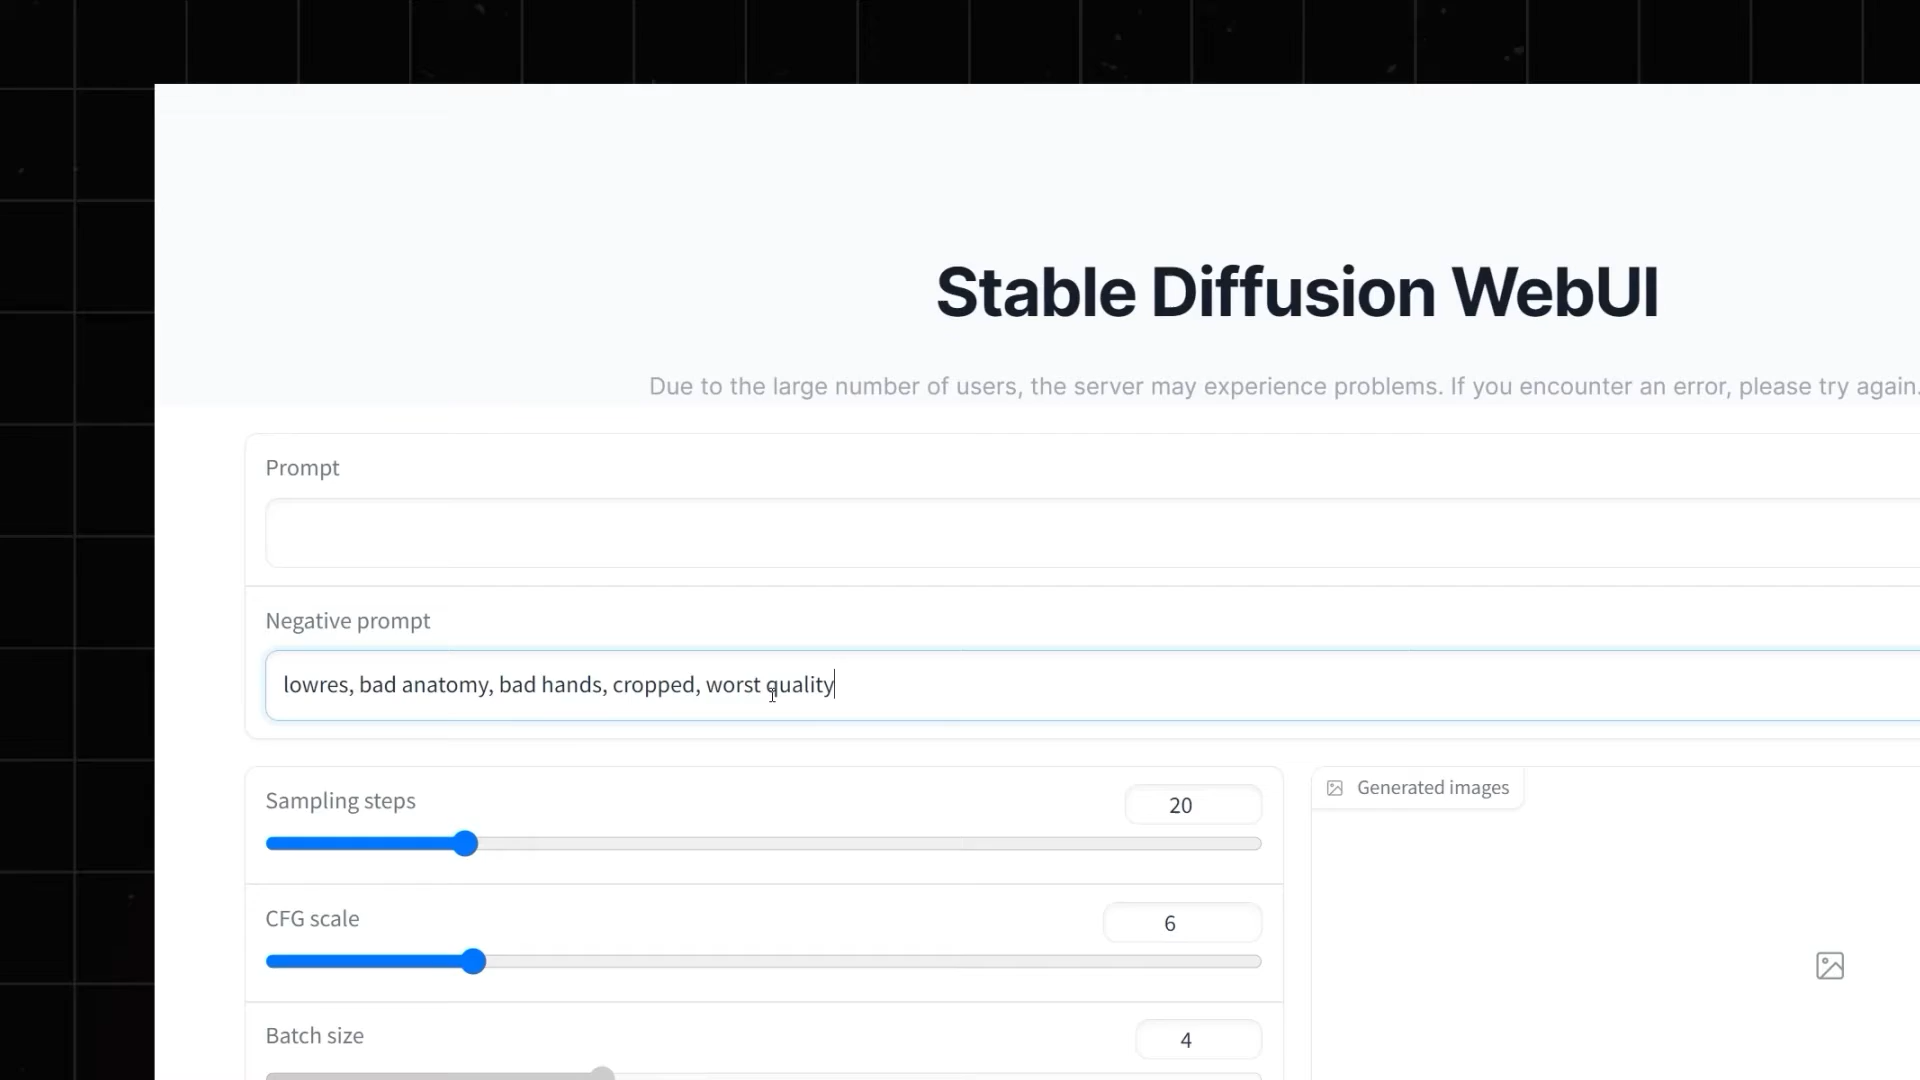 Stable Diffusion WebUI
Due to the large number of users, the server may experience problems. If you encounter an error, please try again.
Prompt
Negative prompt
lowres, bad anatomy, bad hands, cropped, worst quality
Sampling steps
20
Generated images
CFG scale
6
Batch size
4